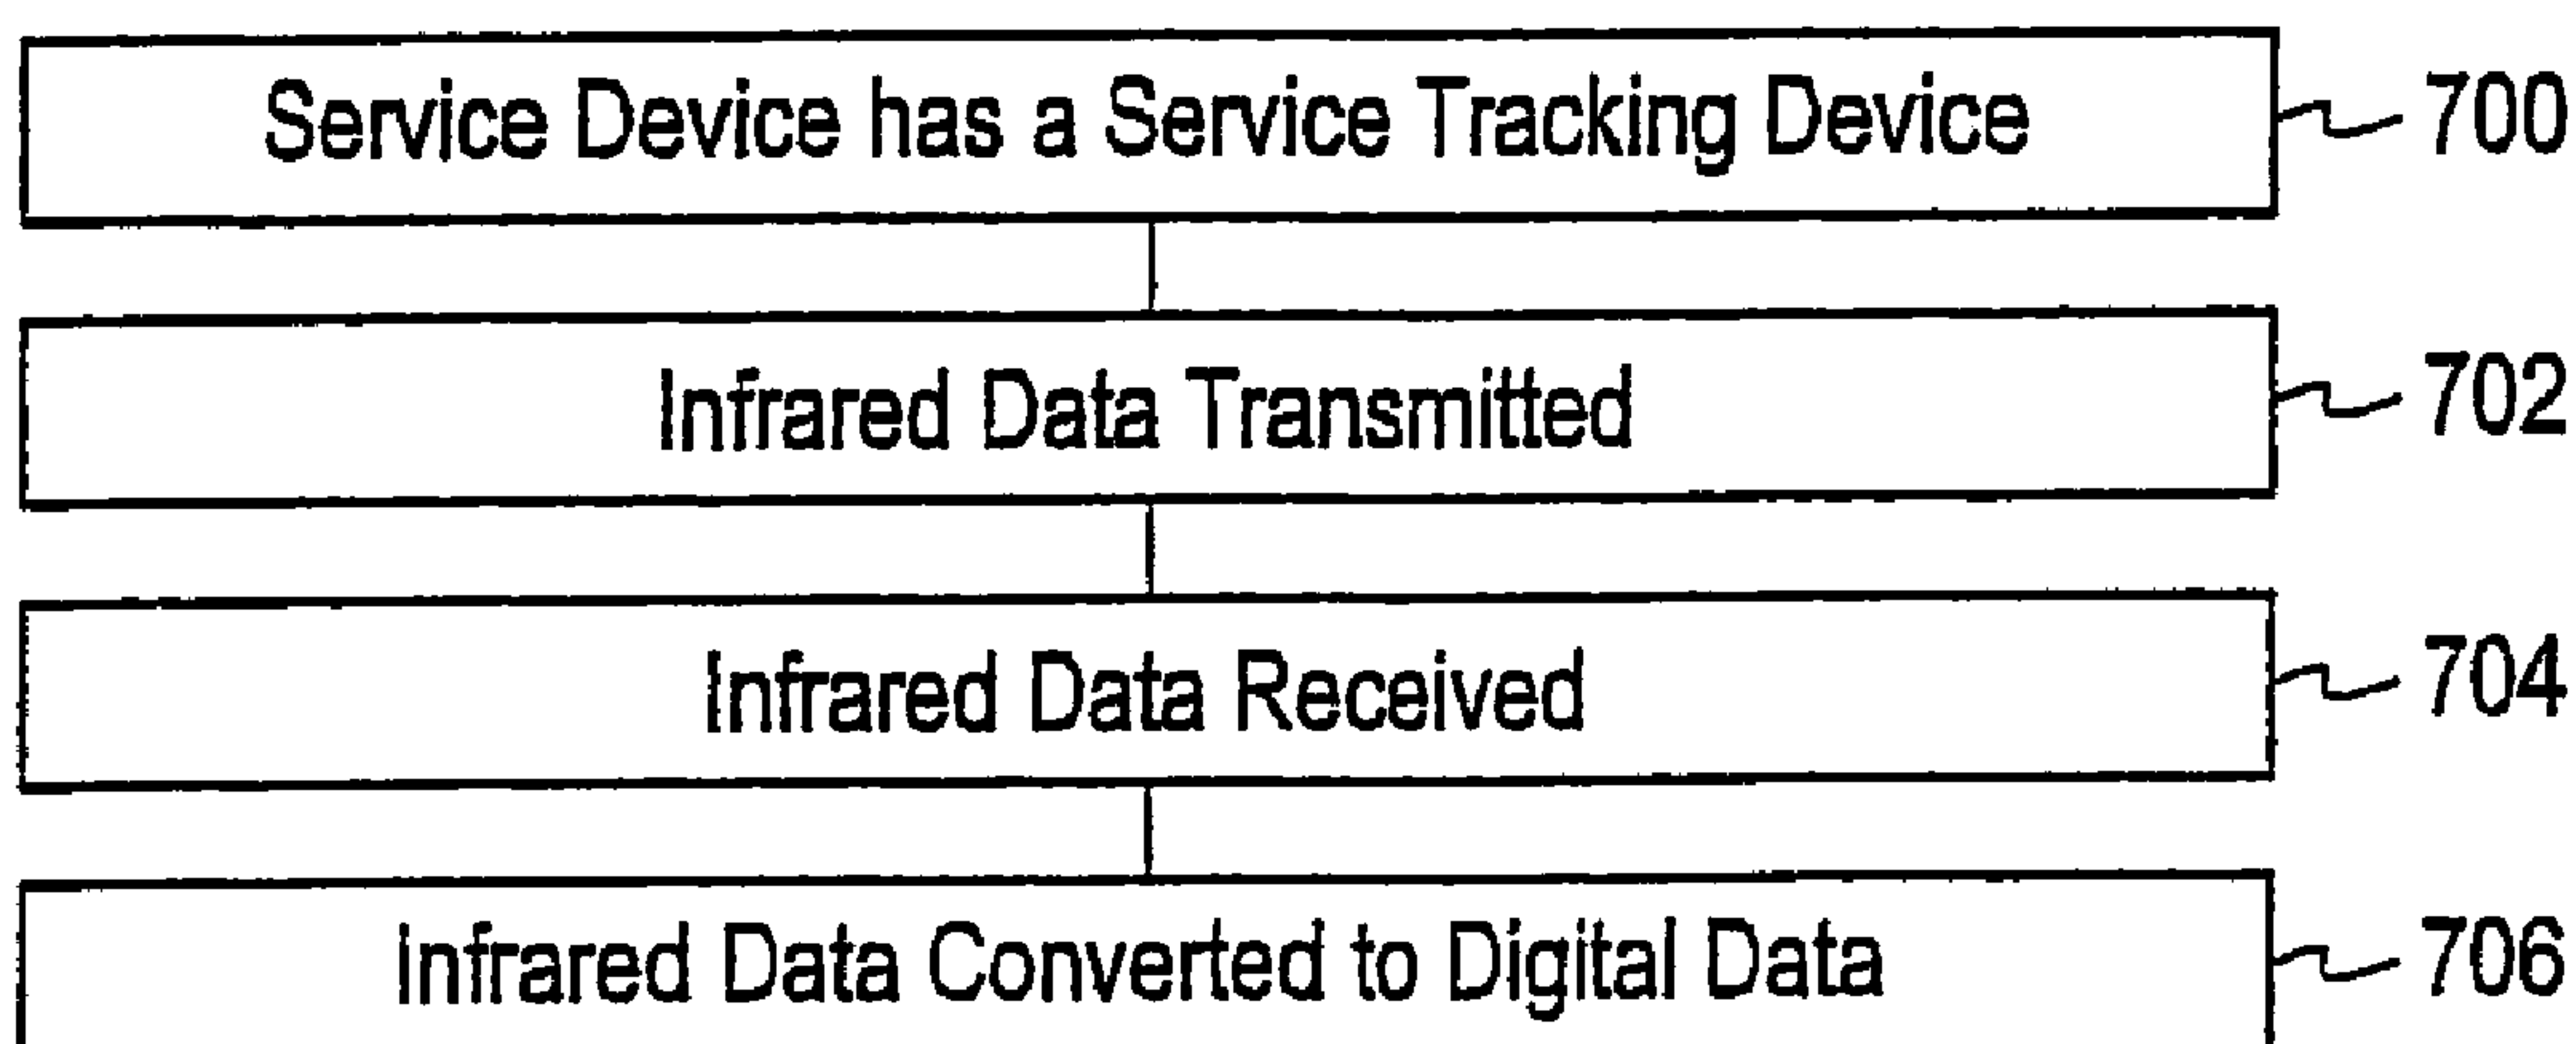 Service Device has a Service Tracking Device 700
Infrared Data Transmitted 702
Infrared Data Received 704
Infrared Data Converted to Digital Data 706